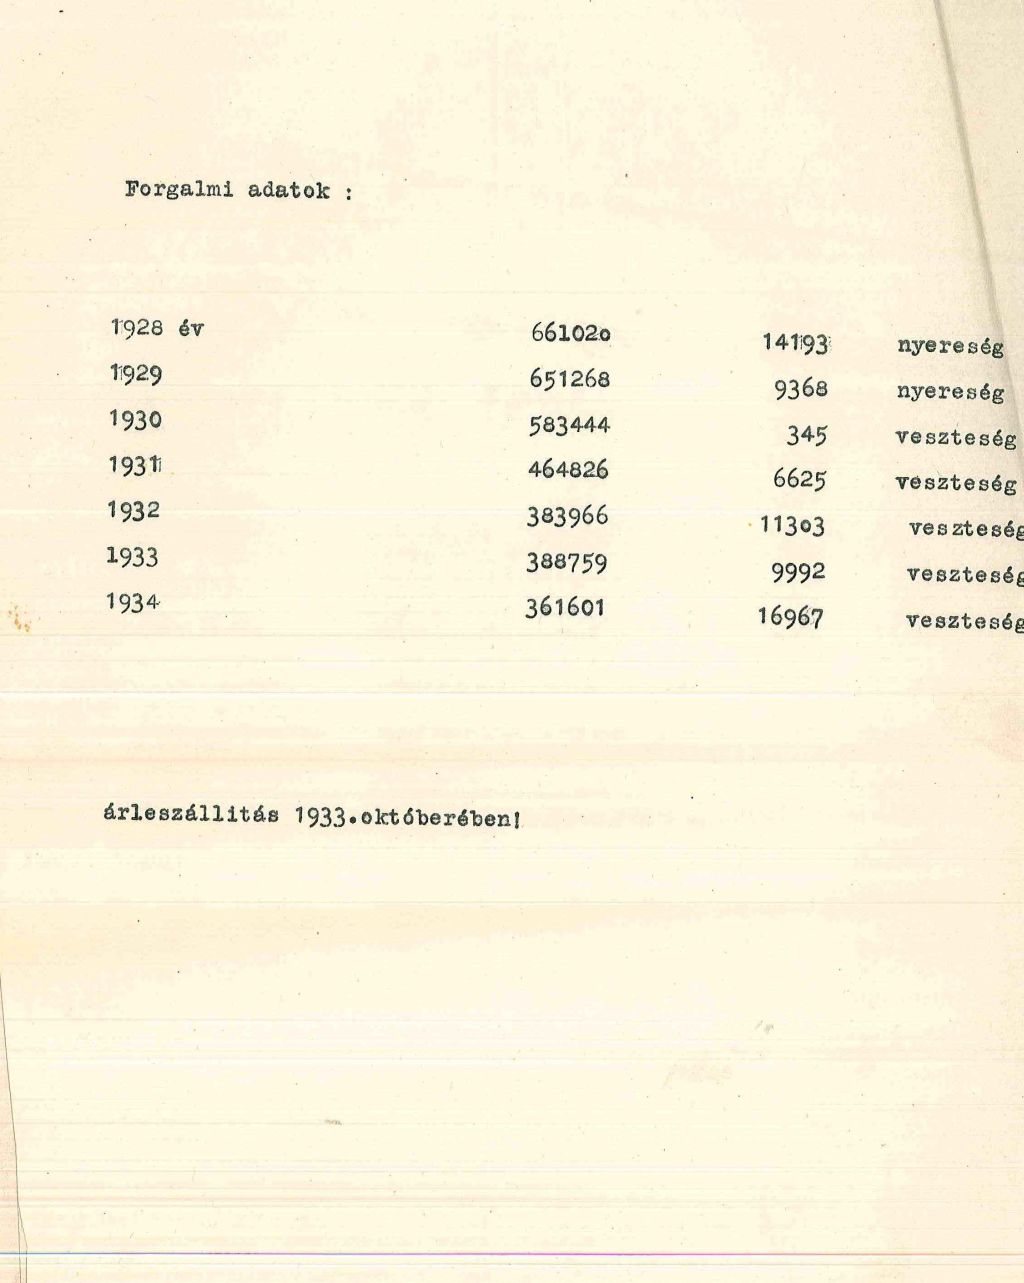 Forgalmi adatok :
1928 év 661020 14193 nyereség
1929 651268 9368 nyereség
1930 583444 345 veszteség
1931 464826 6625 veszteség
1932 383966 11303 veszteség
1933 388759 9992 veszteség
1934 361601 16967 veszteség
árleszállitás 1933.októberében!